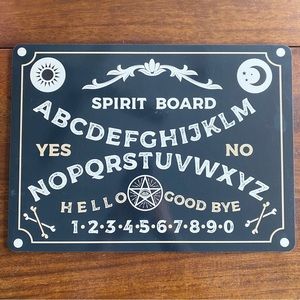 SPIRIT BOARD
ABCDEFGHIJKLM
YES NO
NOPQRSTUVWXYZ
HELLO GOOD BYE
1·2·3·4·5·6·7·8·9·0